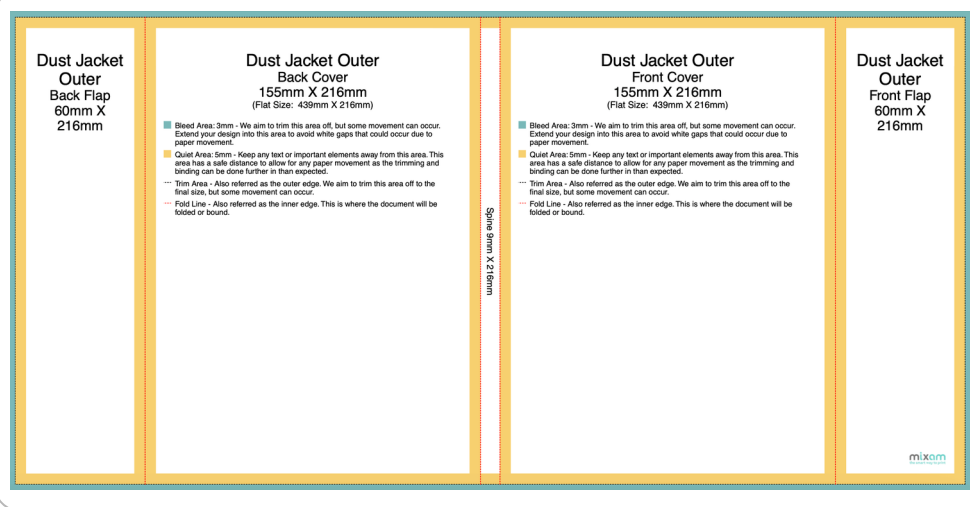 Dust Jacket
Outer
Back Flap
60mm X
216mm
Dust Jacket Outer
Back Cover
155mm X 216mm
(Flat Size: 439mm X 216mm)
Bleed Area: 3mm - We aim to trim this area off, but some movement can occur.
Extend your design into this area to avoid white gaps that could occur due to
paper movement.
Quiet Area: 5mm - Keep any text or important elements away from this area. This
area has a safe distance to allow for any paper movement as the trimming and
binding can be done further in than expected.
Trim Area - Also referred as the outer edge. We aim to trim this area off to the
final size, but some movement can occur.
Fold Line - Also referred as the inner edge. This is where the document will be
folded or bound.
Spine 9mm X 216mm
Dust Jacket Outer
Front Cover
155mm X 216mm
(Flat Size: 439mm X 216mm)
Bleed Area: 3mm - We aim to trim this area off, but some movement can occur.
Extend your design into this area to avoid white gaps that could occur due to
paper movement.
Quiet Area: 5mm - Keep any text or important elements away from this area. This
area has a safe distance to allow for any paper movement as the trimming and
binding can be done further in than expected.
Trim Area - Also referred as the outer edge. We aim to trim this area off to the
final size, but some movement can occur.
Fold Line - Also referred as the inner edge. This is where the document will be
folded or bound.
Dust Jacket
Outer
Front Flap
60mm X
216mm
mixam